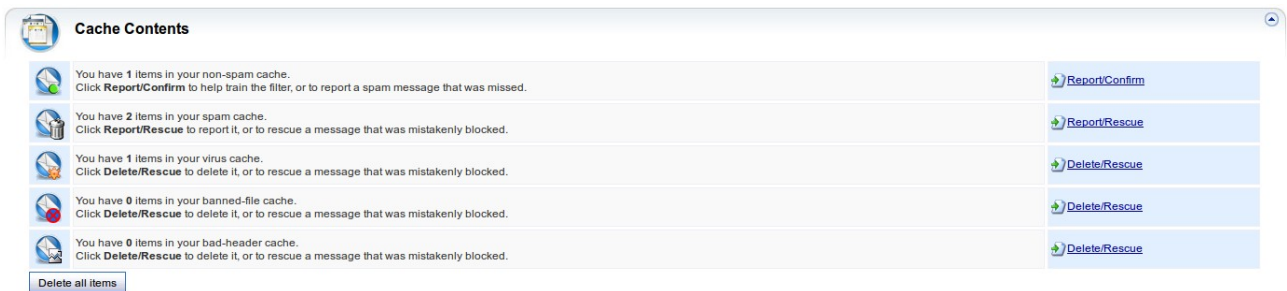 Cache Contents
You have 1 items in your non-spam cache.
Click Report/Confirm to help train the filter, or to report a spam message that was missed.
Report/Confirm
You have 2 items in your spam cache.
Click Report/Rescue to report it, or to rescue a message that was mistakenly blocked.
Report/Rescue
You have 1 items in your virus cache.
Click Delete/Rescue to delete it, or to rescue a message that was mistakenly blocked.
Delete/Rescue
You have 0 items in your banned-file cache.
Click Delete/Rescue to delete it, or to rescue a message that was mistakenly blocked.
Delete/Rescue
You have 0 items in your bad-header cache.
Click Delete/Rescue to delete it, or to rescue a message that was mistakenly blocked.
Delete/Rescue
Delete all items